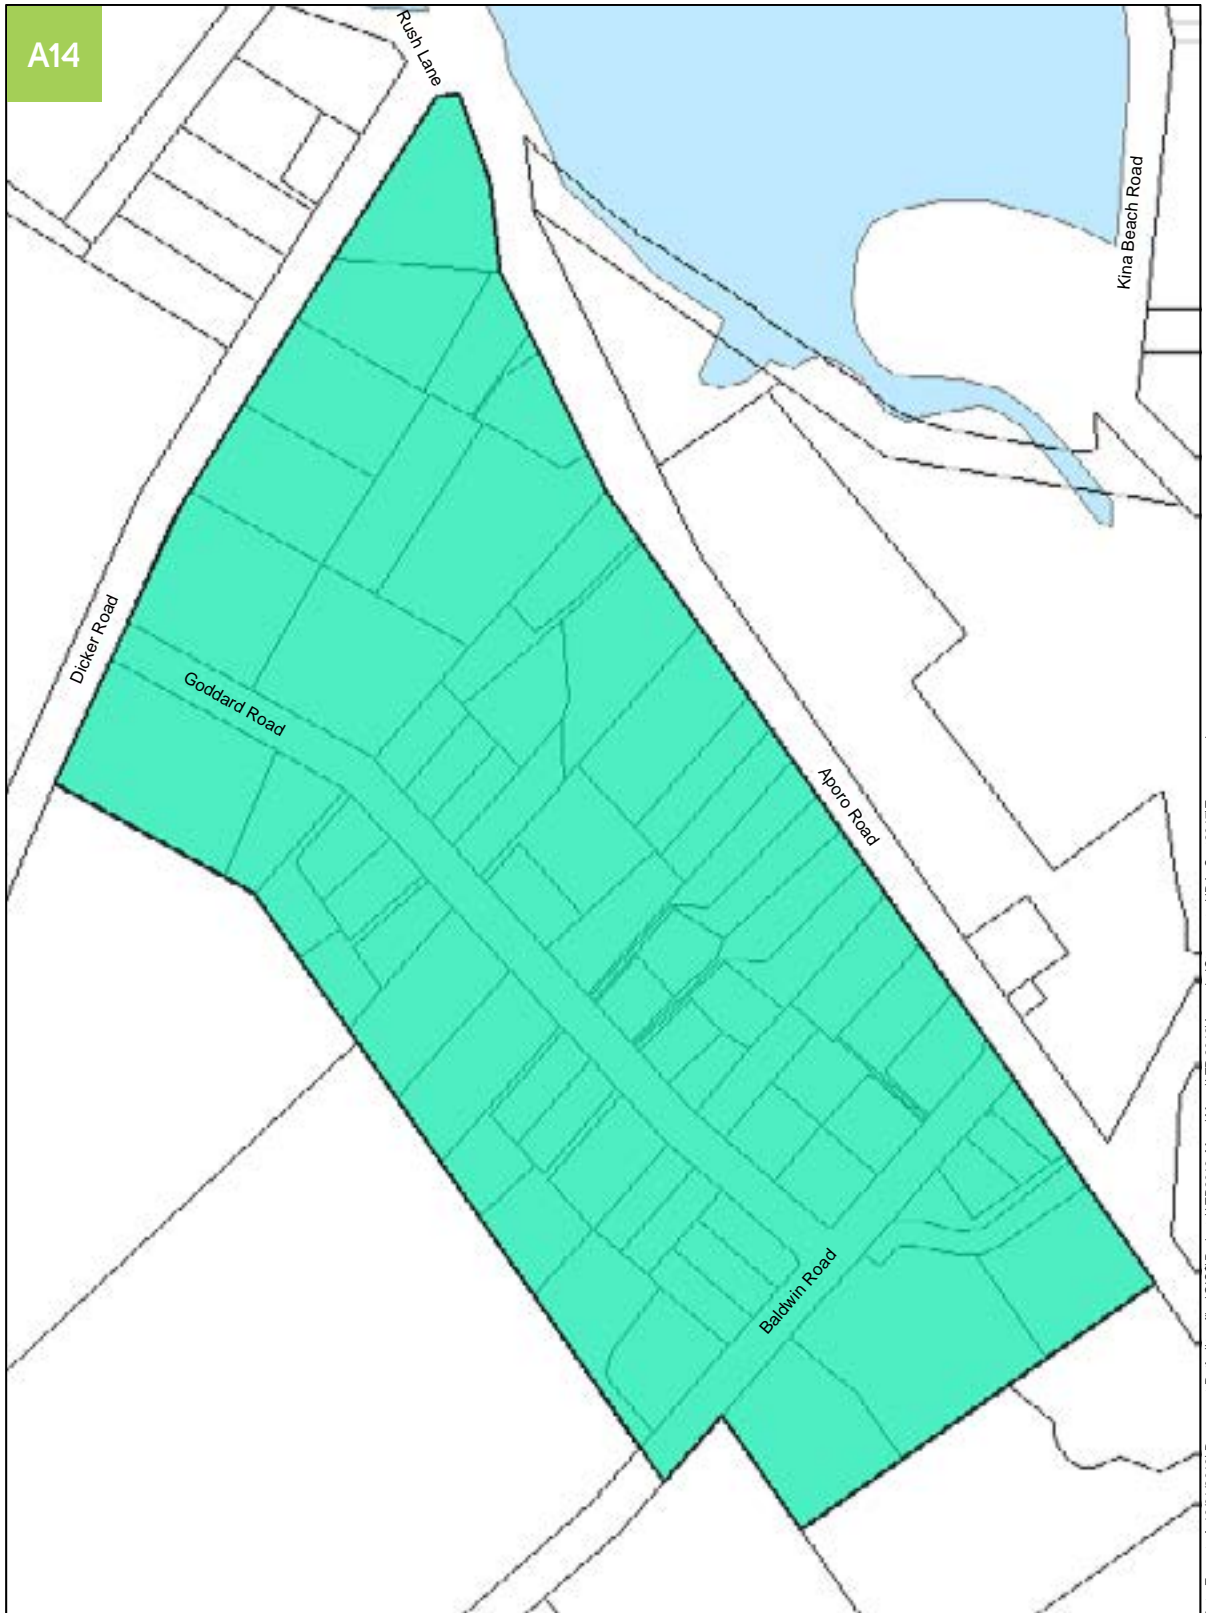 A14
Rush Lane
Kina Beach Road
Dicker Road
Goddard Road
Aporo Road
Baldwin Road